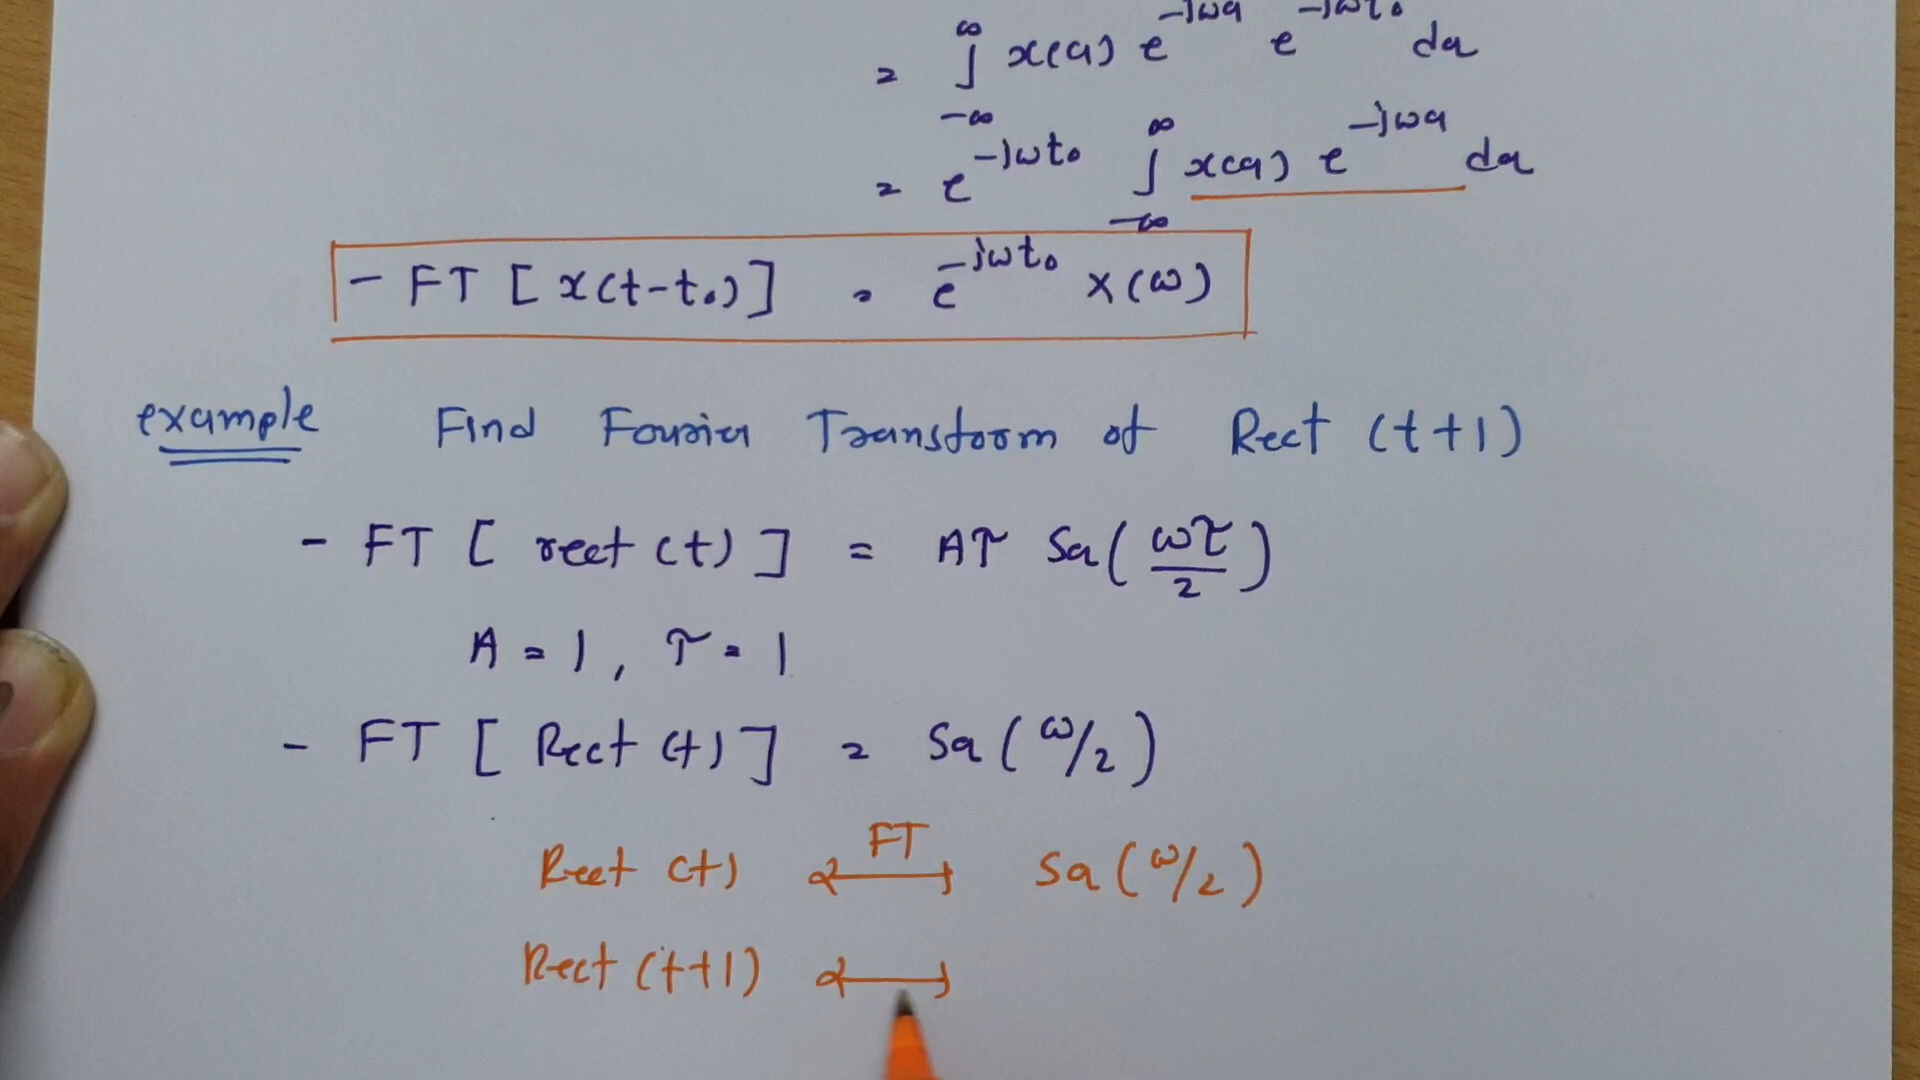 = ∫_{-∞}^{∞} x(a) e^{-jωa} e^{-jωt₀} da
= e^{-jωt₀} ∫_{-∞}^{∞} x(a) e^{-jωa} da
- FT [ x(t-t₀) ] = e^{-jωt₀} X(ω)
example Find Fourier Transform of Rect (t+1)
- FT [ rect (t) ] = Aτ Sa( ωτ/2 )
A = 1, τ = 1
- FT [ Rect (t) ] = Sa ( ω/2 )
FT
Rect (t) ↔ Sa ( ω/2 )
Rect (t+1) ↔